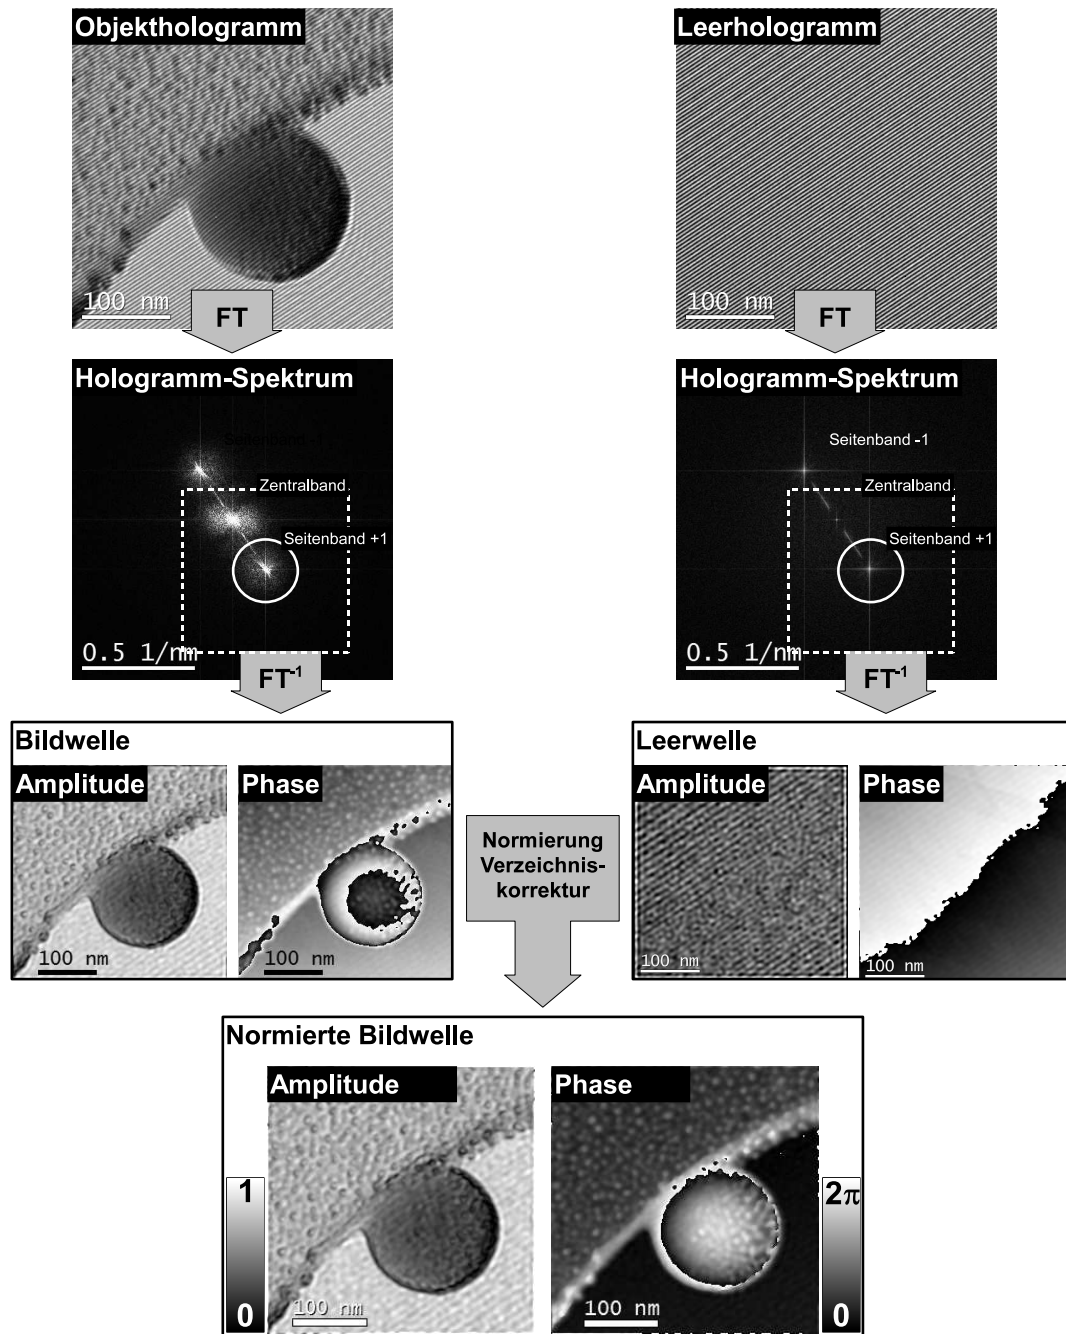 Objekthologramm
100 nm
FT
Leerhologramm
100 nm
FT
Hologramm-Spektrum
Seitenband -1
Zentralband
Seitenband +1
0.5 1/nm
FT-1
Hologramm-Spektrum
Seitenband -1
Zentralband
Seitenband +1
0.5 1/nm
FT-1
Bildwelle
Amplitude
100 nm
Phase
100 nm
Normierung
Verzeichnis-
korrektur
Leerwelle
Amplitude
100 nm
Phase
100 nm
Normierte Bildwelle
Amplitude
100 nm
Phase
100 nm
1
0
2π
0